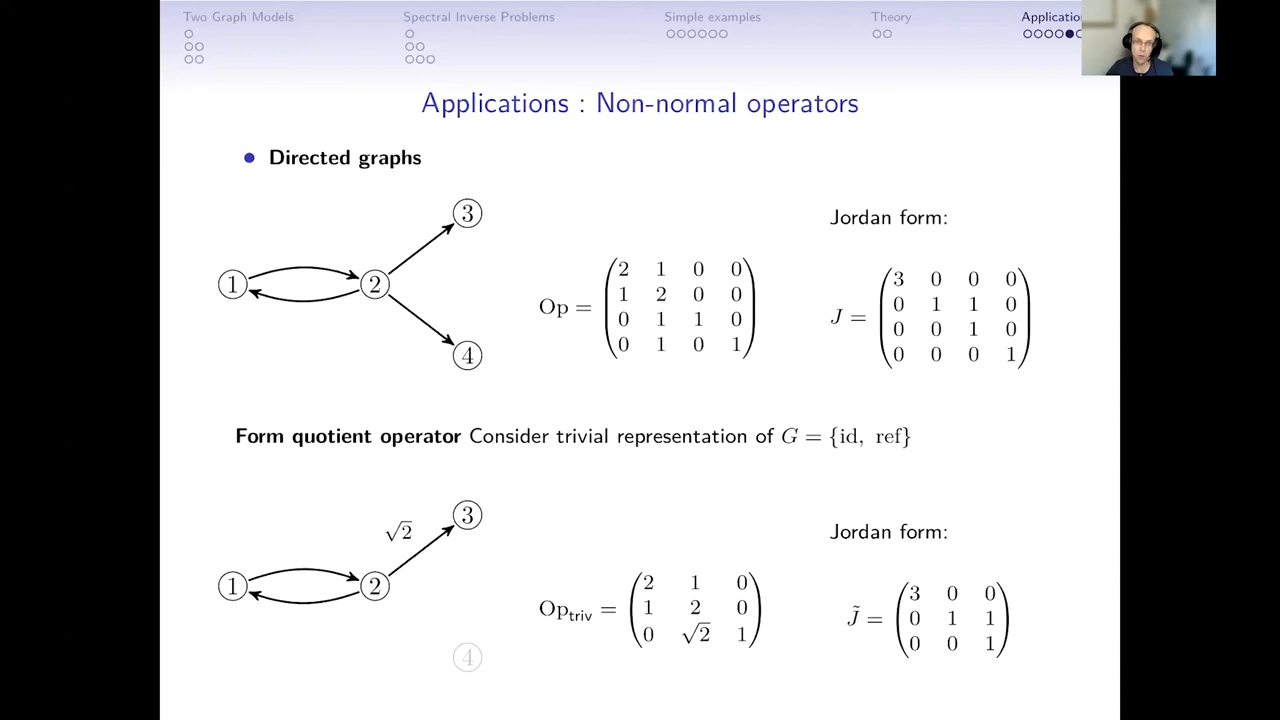 Two Graph Models Spectral Inverse Problems Simple examples Theory Applicatio
Applications : Non-normal operators
• Directed graphs
3
1 2
4
Op =
2 1 0 0
1 2 0 0
0 1 1 0
0 1 0 1
Jordan form:
J =
3 0 0 0
0 1 1 0
0 0 1 0
0 0 0 1
Form quotient operator Consider trivial representation of G = {id, ref}
√2 3
1 2
4
Op_triv =
2 1 0
1 2 0
0 √2 1
Jordan form:
J̃ =
3 0 0
0 1 1
0 0 1